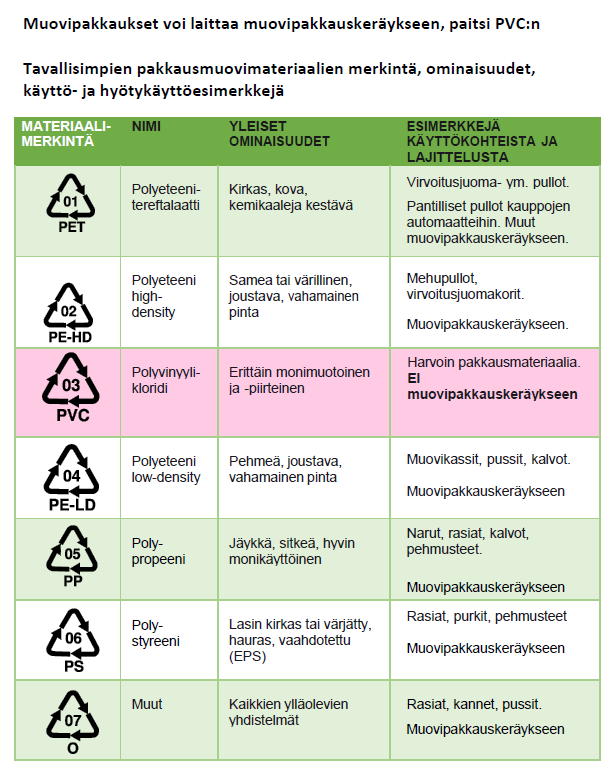 Muovipakkaukset voi laittaa muovipakkauskeräykseen, paitsi PVC:n
Tavallisimpien pakkausmuovimateriaalien merkintä, ominaisuudet,
käyttö- ja hyötykäyttöesimerkkejä
MATERIAALI-
MERKINTÄ
NIMI
YLEISET
OMINAISUUDET
ESIMERKKEJÄ
KÄYTTÖKOHTEISTA JA
LAJITTELUSTA
01
PET
Polyeteeni-
tereftalaatti
Kirkas, kova,
kemikaaleja kestävä
Virvoitusjuoma- ym. pullot.
Pantilliset pullot kauppojen
automaatteihin. Muut
muovipakkauskeräykseen.
02
PE-HD
Polyeteeni
high-
density
Samea tai värillinen,
joustava, vahamainen
pinta
Mehupullot,
virvoitusjuomakorit.
Muovipakkauskeräykseen.
03
PVC
Polyvinyyli-
kloridi
Erittäin monimuotoinen
ja -piirteinen
Harvoin pakkausmateriaalia.
EI
muovipakkauskeräykseen
04
PE-LD
Polyeteeni
low-density
Pehmeä, joustava,
vahamainen pinta
Muovikassit, pussit, kalvot.
Muovipakkauskeräykseen
05
PP
Poly-
propeeni
Jäykkä, sitkeä, hyvin
monikäyttöinen
Narut, rasiat, kalvot,
pehmusteet.
Muovipakkauskeräykseen
06
PS
Poly-
styreeni
Lasin kirkas tai värjätty,
hauras, vaahdotettu
(EPS)
Rasiat, purkit, pehmusteet
Muovipakkauskeräykseen
07
O
Muut
Kaikkien ylläolevien
yhdistelmät
Rasiat, kannet, pussit.
Muovipakkauskeräykseen